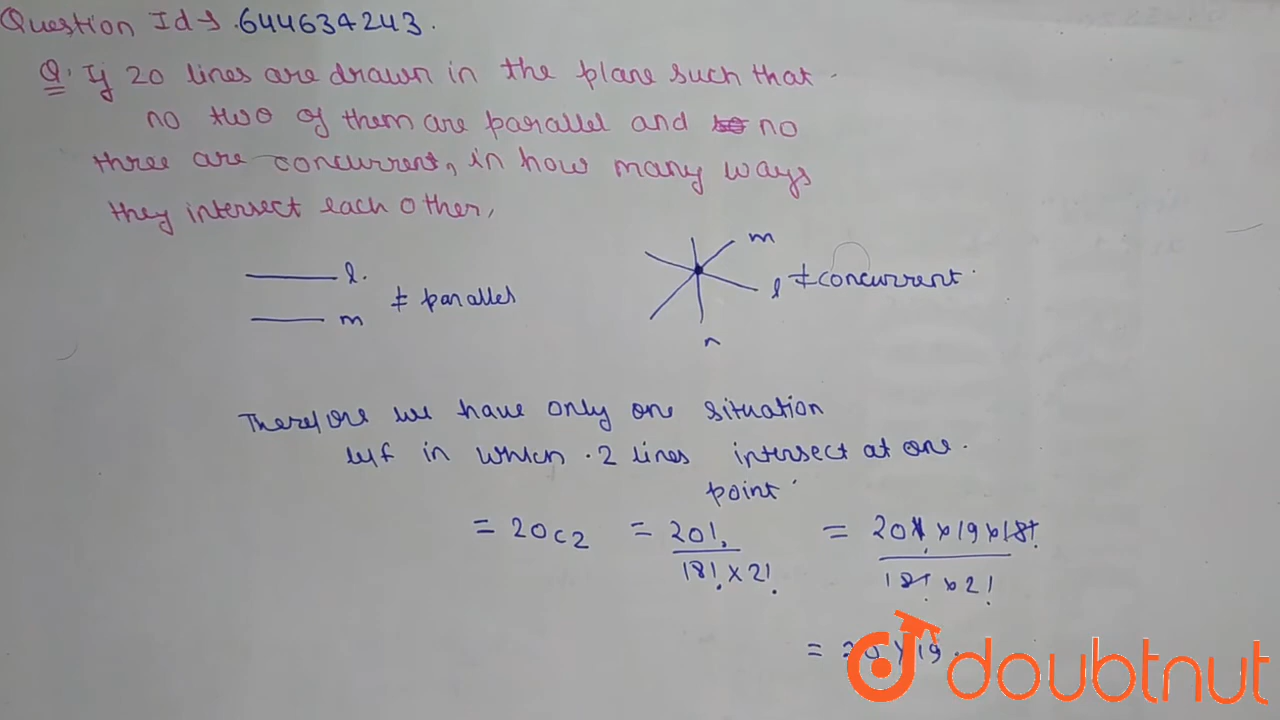 Question Id → .644634243.
Q. If 20 lines are drawn in the plane such that
no two of them are parallel and so no
three are concurrent, in how many ways
they intersect each other,
l.
m
≠ parallel
m
l
n
≠ concurrent.
Therefore we have only one situation
left in which .2 lines intersect at one.
point
= 20c2 = 20! / 18! x 2! = 20! x 19 x 18! / 18! x 2!
= 20 x 19.
doubtnut